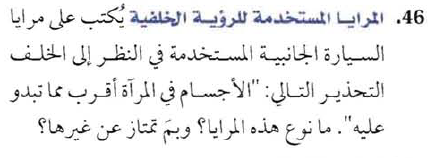 46. المرايا المستخدمة للرؤية الخلفية يُكتب على مرايا
السيارة الجانبية المستخدمة في النظر إلى الخلف
التحذير التالي: "الأجسام في المرآة أقرب مما تبدو
عليه". ما نوع هذه المرايا؟ وبمَ تمتاز عن غيرها؟